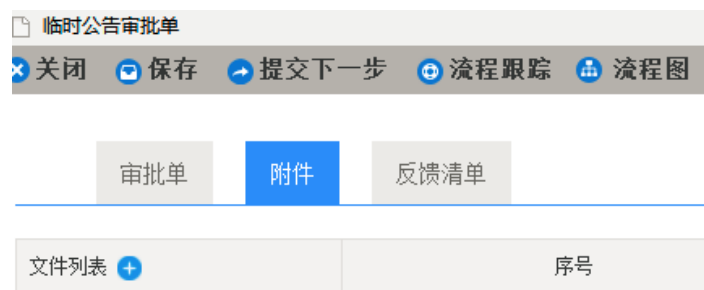 临时公告审批单
关闭 保存 提交下一步 流程跟踪 流程图
审批单 附件 反馈清单
文件列表 序号